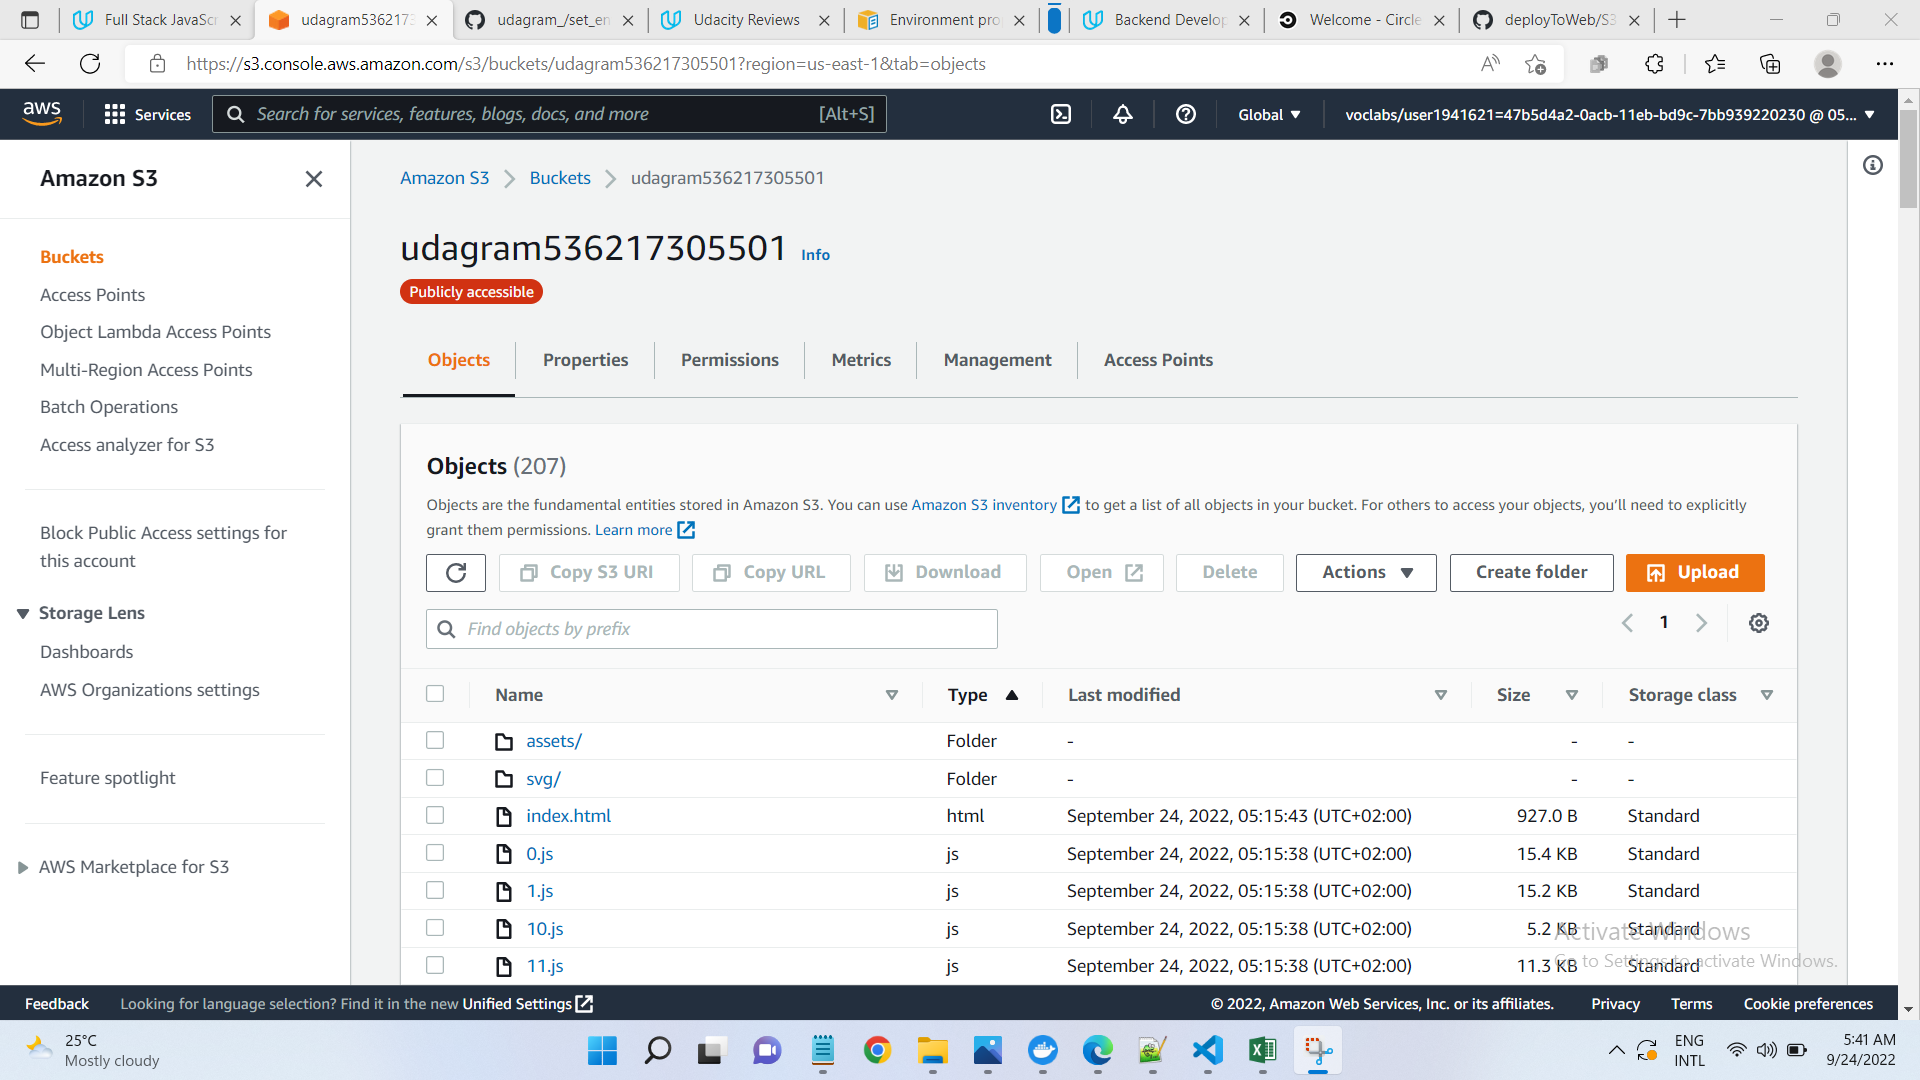 Full Stack JavaScr
udagram536217
udagram_/set_en
Udacity Reviews
Environment pro
Backend Develop
Welcome - Circle
deployToWeb/S3
https://s3.console.aws.amazon.com/s3/buckets/udagram536217305501?region=us-east-1&tab=objects
aws
Services
Search for services, features, blogs, docs, and more
[Alt+S]
Global
voclabs/user1941621=47b5d4a2-0acb-11eb-bd9c-7bb939220230 @ 05...
Amazon S3
Buckets
Access Points
Object Lambda Access Points
Multi-Region Access Points
Batch Operations
Access analyzer for S3
Block Public Access settings for
this account
Storage Lens
Dashboards
AWS Organizations settings
Feature spotlight
AWS Marketplace for S3
Amazon S3 > Buckets > udagram536217305501
udagram536217305501 Info
Publicly accessible
Objects
Properties
Permissions
Metrics
Management
Access Points
Objects (207)
Objects are the fundamental entities stored in Amazon S3. You can use Amazon S3 inventory to get a list of all objects in your bucket. For others to access your objects, you'll need to explicitly
grant them permissions. Learn more
Copy S3 URI
Copy URL
Download
Open
Delete
Actions
Create folder
Upload
Find objects by prefix
1
Name Type Last modified Size Storage class
assets/ Folder - - -
svg/ Folder - - -
index.html html September 24, 2022, 05:15:43 (UTC+02:00) 927.0 B Standard
0.js js September 24, 2022, 05:15:38 (UTC+02:00) 15.4 KB Standard
1.js js September 24, 2022, 05:15:38 (UTC+02:00) 15.2 KB Standard
10.js js September 24, 2022, 05:15:38 (UTC+02:00) 5.2 KB Standard
11.js js September 24, 2022, 05:15:38 (UTC+02:00) 11.3 KB Standard
Activate Windows
Go to Settings to activate Windows.
Feedback
Looking for language selection? Find it in the new Unified Settings
© 2022, Amazon Web Services, Inc. or its affiliates.
Privacy
Terms
Cookie preferences
25°C
Mostly cloudy
ENG
INTL
5:41 AM
9/24/2022